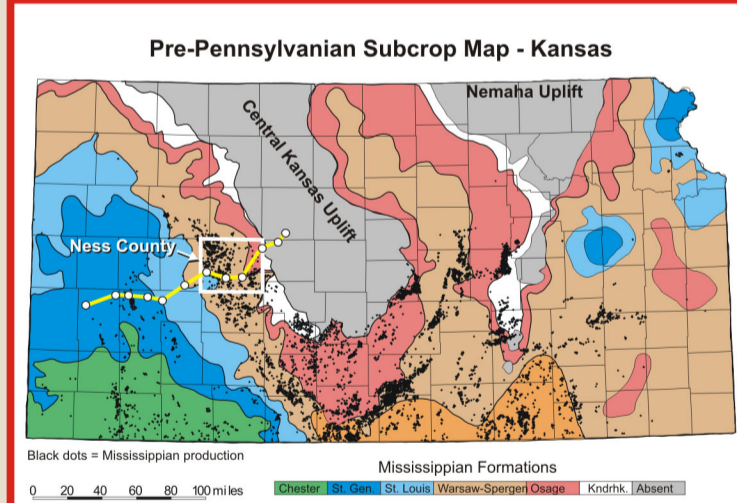 Pre-Pennsylvanian Subcrop Map - Kansas
Nemaha Uplift
Central Kansas Uplift
Ness County
Black dots = Mississippian production
Mississippian Formations
0 20 40 60 80 100 miles
Chester St. Gen. St. Louis Warsaw-Spergen Osage Kndrhk. Absent